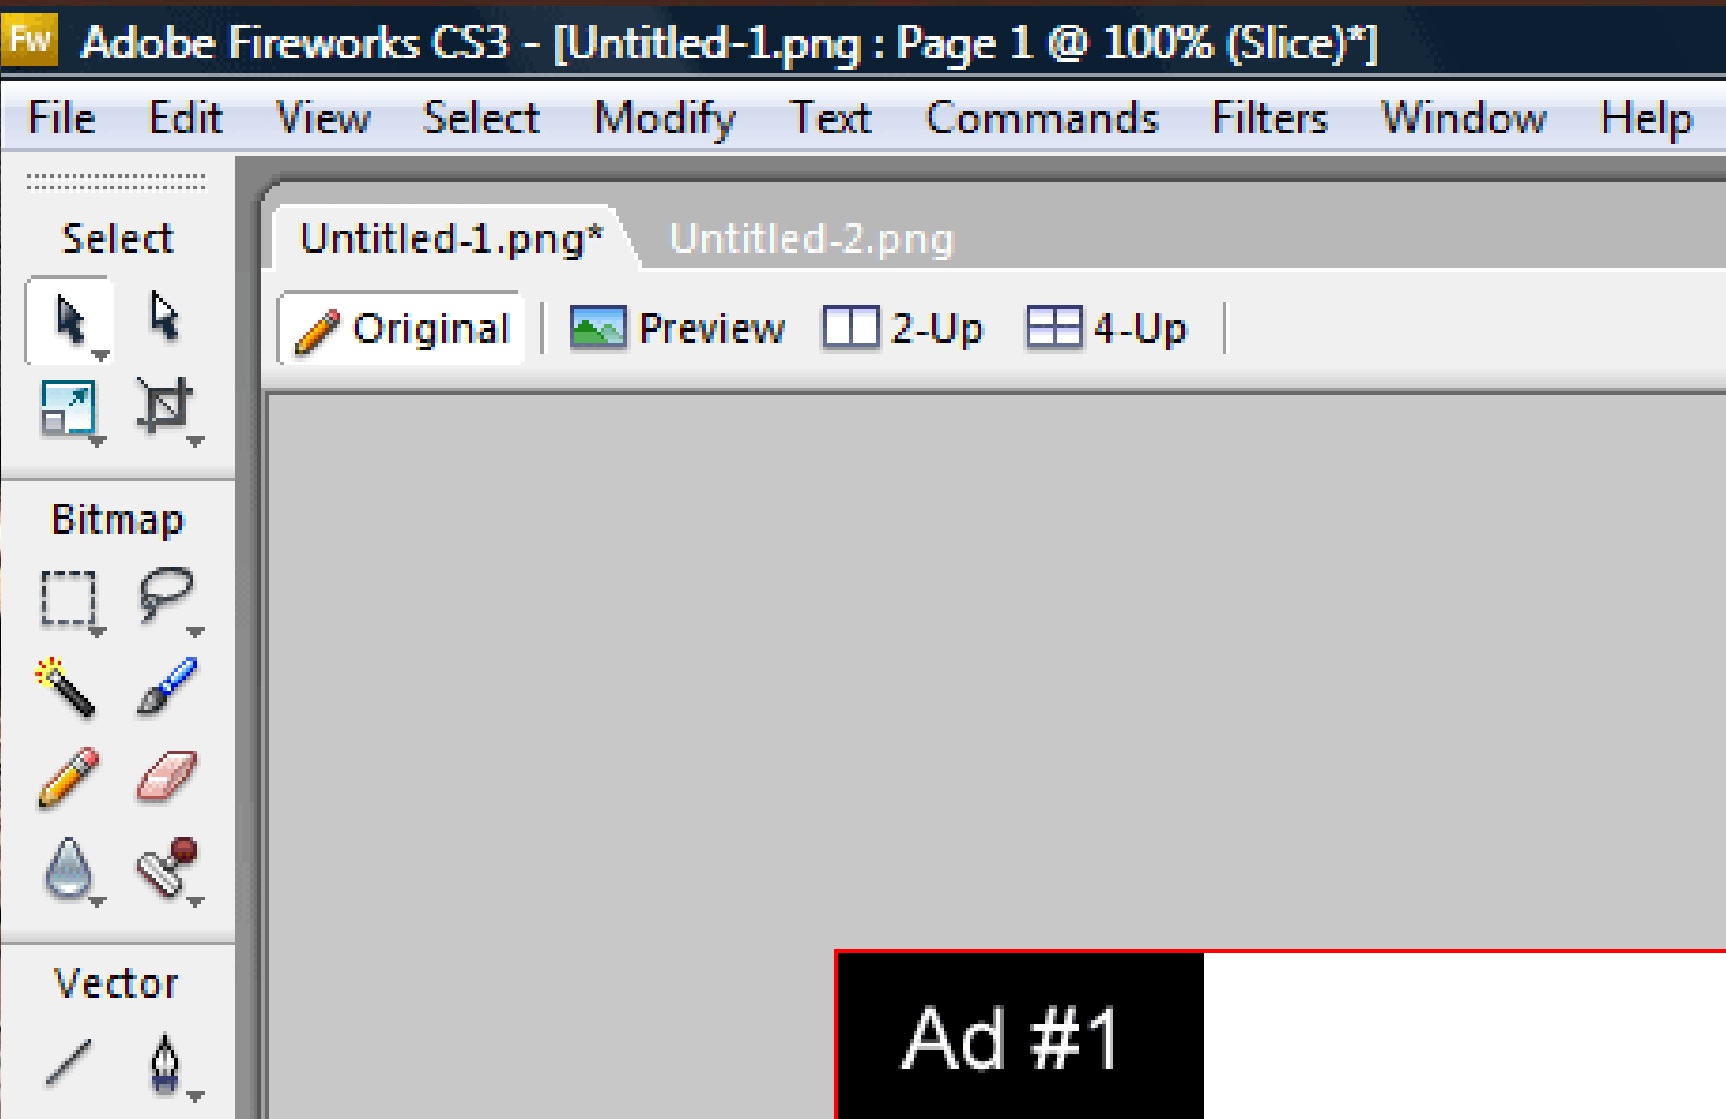 Fw Adobe Fireworks CS3 - [Untitled-1.png : Page 1 @ 100% (Slice)*]
File Edit View Select Modify Text Commands Filters Window Help
Select
Untitled-1.png* Untitled-2.png
Original Preview 2-Up 4-Up
Bitmap
Vector
Ad #1